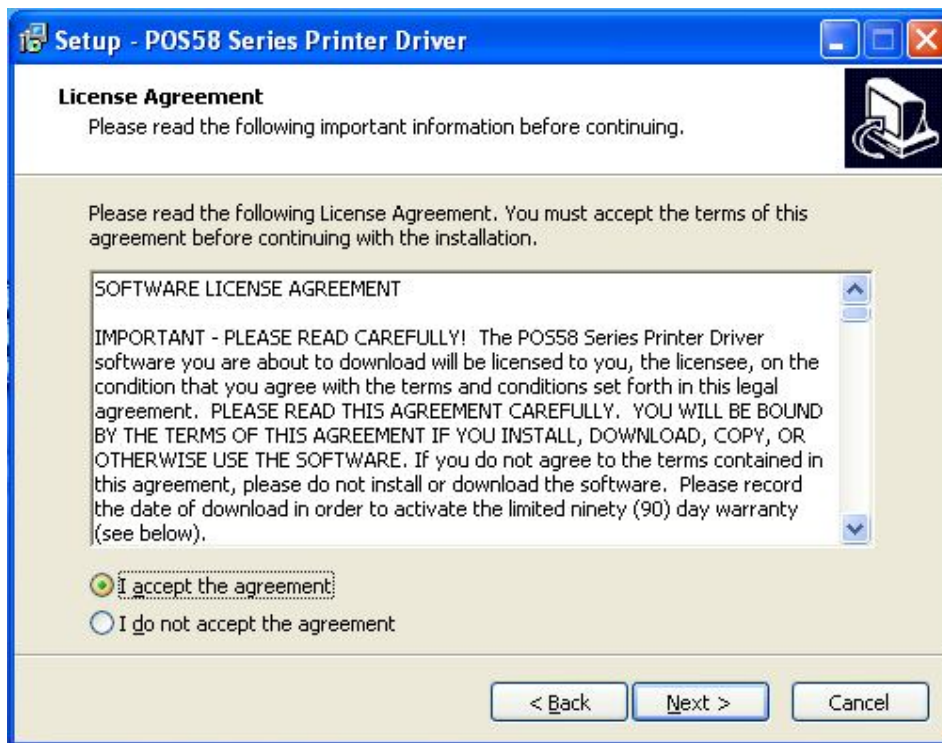 Setup - POS58 Series Printer Driver
License Agreement
Please read the following important information before continuing.
Please read the following License Agreement. You must accept the terms of this
agreement before continuing with the installation.
SOFTWARE LICENSE AGREEMENT
IMPORTANT - PLEASE READ CAREFULLY!  The POS58 Series Printer Driver
software you are about to download will be licensed to you, the licensee, on the
condition that you agree with the terms and conditions set forth in this legal
agreement.  PLEASE READ THIS AGREEMENT CAREFULLY.  YOU WILL BE BOUND
BY THE TERMS OF THIS AGREEMENT IF YOU INSTALL, DOWNLOAD, COPY, OR
OTHERWISE USE THE SOFTWARE. If you do not agree to the terms contained in
this agreement, please do not install or download the software.  Please record
the date of download in order to activate the limited ninety (90) day warranty
(see below).
I accept the agreement
I do not accept the agreement
< Back
Next >
Cancel